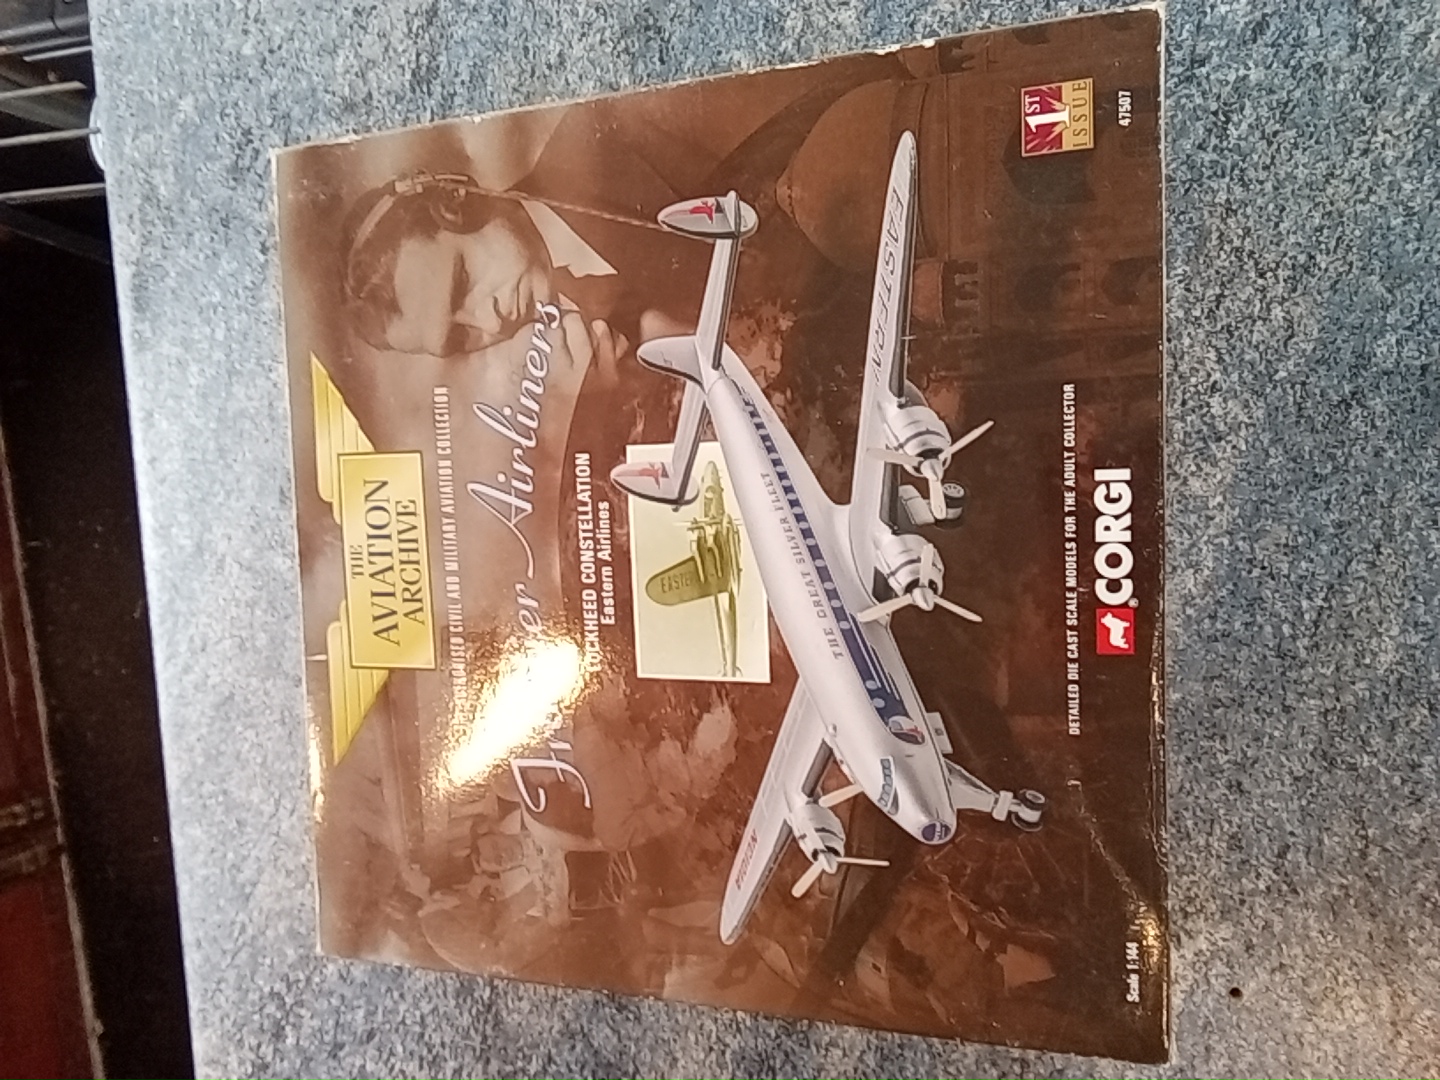 THE
AVIATION
ARCHIVE
CIVIL AND MILITARY AVIATION COLLECTION
Airliners
LOCKHEED CONSTELLATION
Eastern Airlines
EASTE
THE GREAT SILVER FLEET
EASTERN
DETAILED DIE CAST SCALE MODELS FOR THE ADULT COLLECTOR
CORGI®
Scale 1:144
1ST
ISSUE
47507